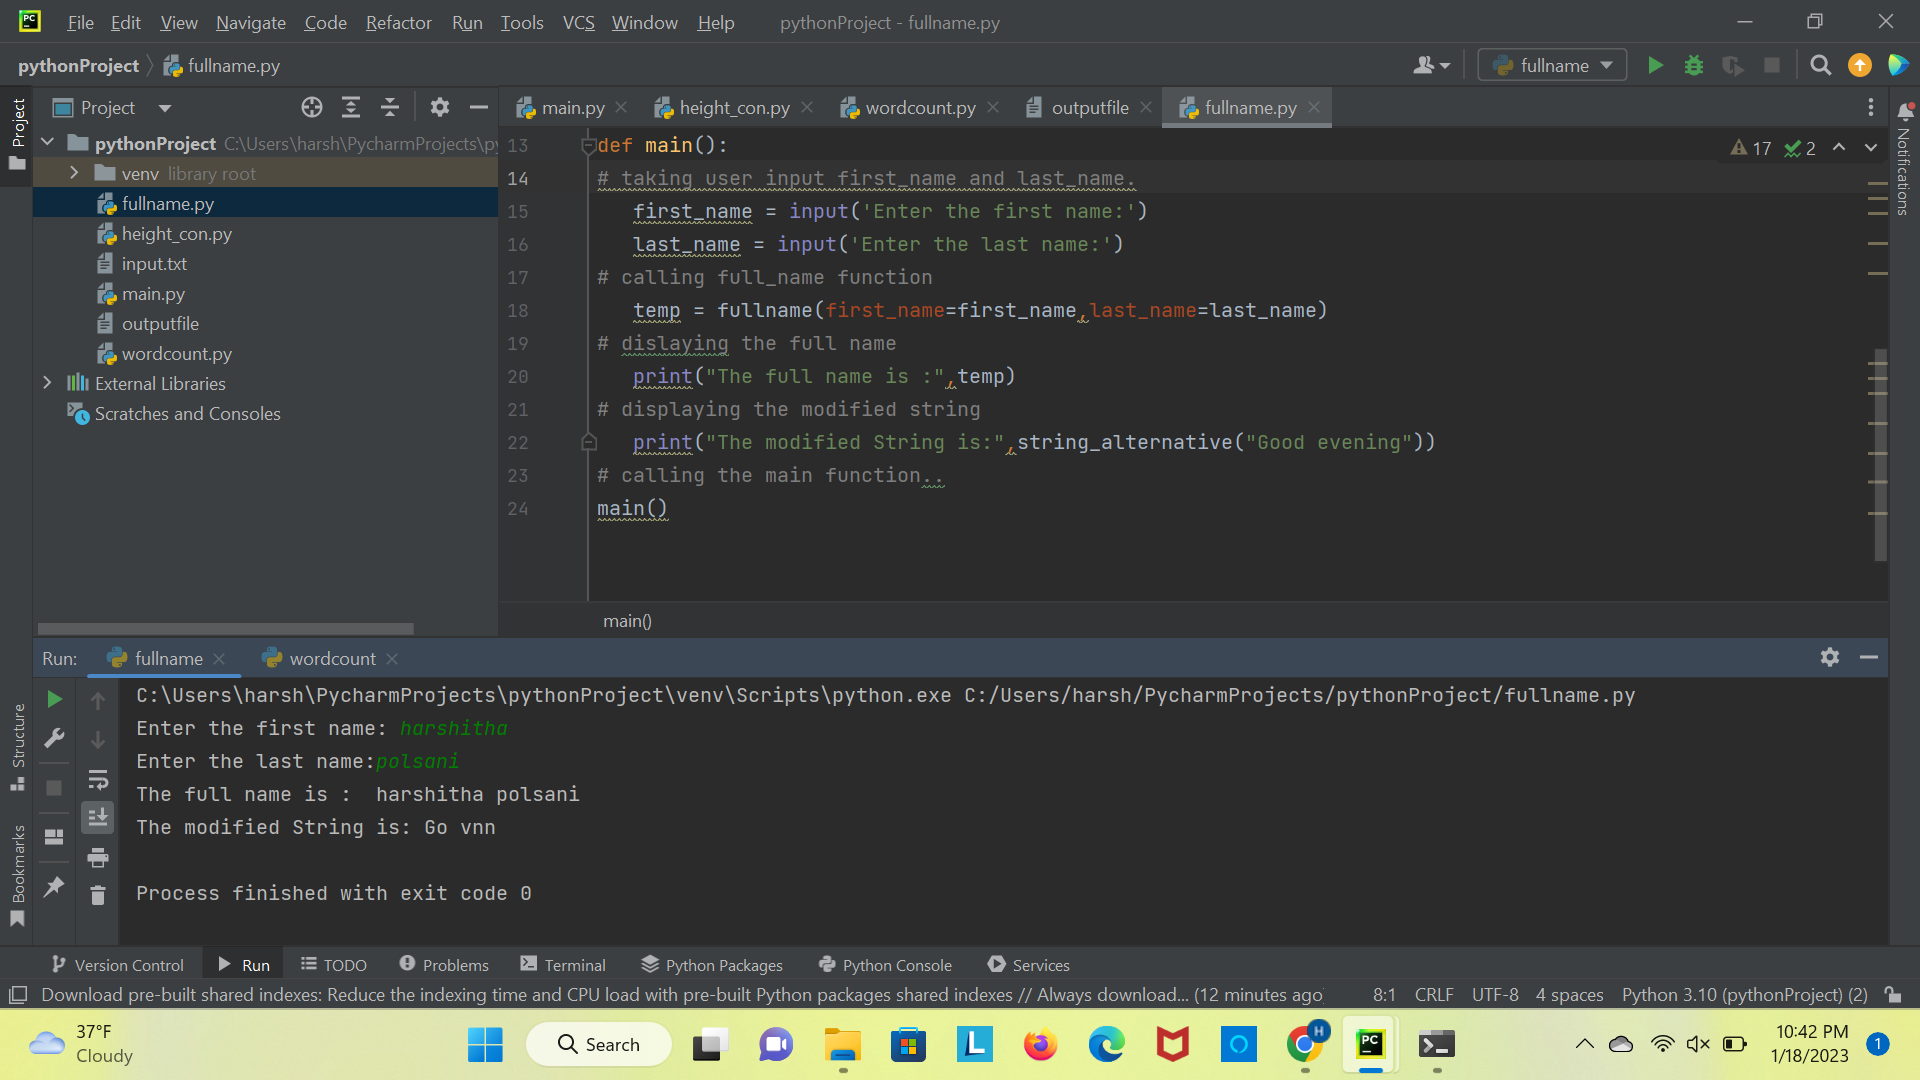 PC File Edit View Navigate Code Refactor Run Tools VCS Window Help pythonProject - fullname.py
pythonProject fullname.py fullname
Project
Project
pythonProject C:\Users\harsh\PycharmProjects\py
venv library root
fullname.py
height_con.py
input.txt
main.py
outputfile
wordcount.py
External Libraries
Scratches and Consoles
main.py height_con.py wordcount.py outputfile fullname.py
17 2
13 def main():
14 # taking user input first_name and last_name.
15 first_name = input('Enter the first name:')
16 last_name = input('Enter the last name:')
17 # calling full_name function
18 temp = fullname(first_name=first_name,last_name=last_name)
19 # dislaying the full name
20 print("The full name is :",temp)
21 # displaying the modified string
22 print("The modified String is:",string_alternative("Good evening"))
23 # calling the main function..
24 main()
main()
Notifications
Run: fullname wordcount
C:\Users\harsh\PycharmProjects\pythonProject\venv\Scripts\python.exe C:/Users/harsh/PycharmProjects/pythonProject/fullname.py
Enter the first name: harshitha
Enter the last name:polsani
The full name is :  harshitha polsani
The modified String is: Go vnn
Process finished with exit code 0
Structure
Bookmarks
Version Control Run TODO Problems Terminal Python Packages Python Console Services
Download pre-built shared indexes: Reduce the indexing time and CPU load with pre-built Python packages shared indexes // Always download... (12 minutes ago) 8:1 CRLF UTF-8 4 spaces Python 3.10 (pythonProject) (2)
37°F
Cloudy
Search
L
H
PC
10:42 PM
1/18/2023
1